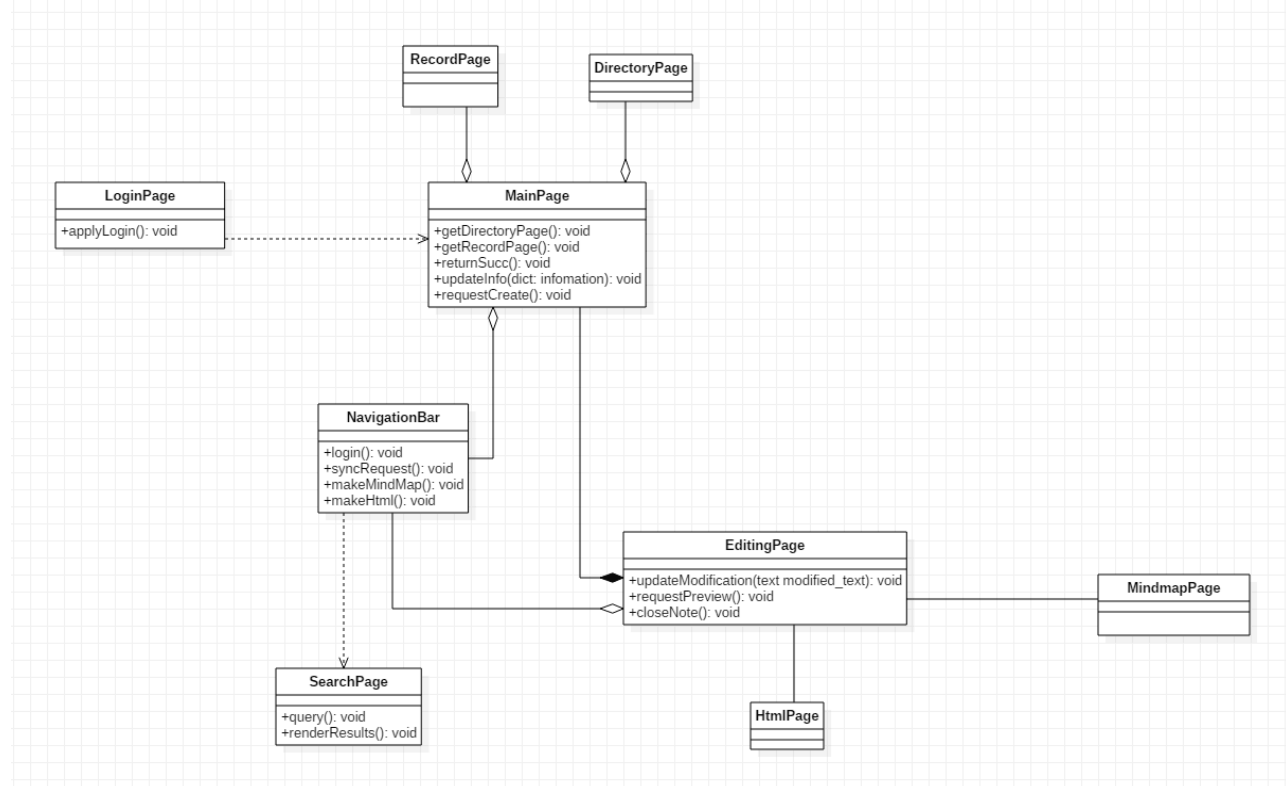 RecordPage
DirectoryPage
LoginPage
+applyLogin(): void
MainPage
+getDirectoryPage(): void
+getRecordPage(): void
+returnSucc(): void
+updateInfo(dict: infomation): void
+requestCreate(): void
NavigationBar
+login(): void
+syncRequest(): void
+makeMindMap(): void
+makeHtml(): void
EditingPage
+updateModification(text modified_text): void
+requestPreview(): void
+closeNote(): void
MindmapPage
SearchPage
+query(): void
+renderResults(): void
HtmlPage